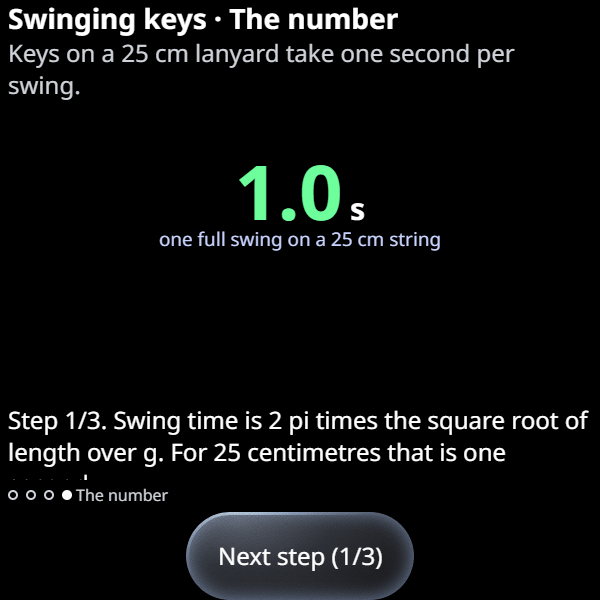 Swinging keys · The number
Keys on a 25 cm lanyard take one second per
swing.
1.0 s
one full swing on a 25 cm string
Step 1/3. Swing time is 2 pi times the square root of
length over g. For 25 centimetres that is one
The number
Next step (1/3)